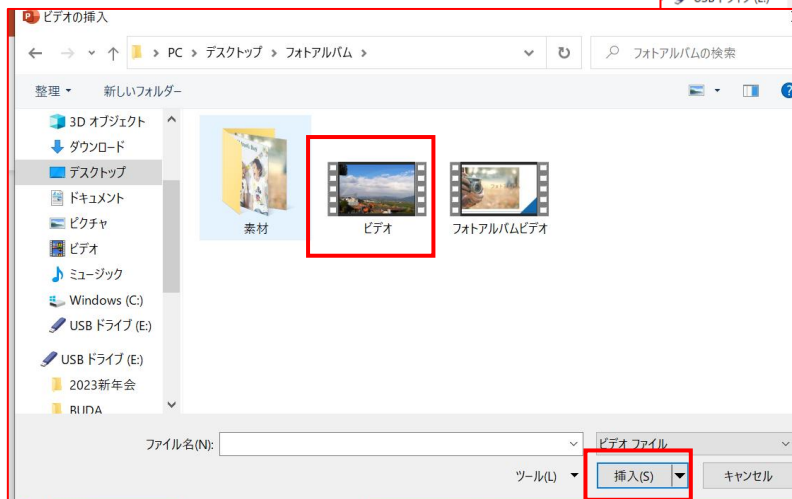 USB ドライブ (E:)
ビデオの挿入
PC > デスクトップ > フォトアルバム >
フォトアルバムの検索
整理
新しいフォルダー
3D オブジェクト
ダウンロード
デスクトップ
ドキュメント
ピクチャ
ビデオ
ミュージック
Windows (C:)
USB ドライブ (E:)
USB ドライブ (E:)
2023新年会
BUDA
素材
ビデオ
フォトアルバムビデオ
ファイル名(N):
ビデオ ファイル
ツール(L)
挿入(S)
キャンセル